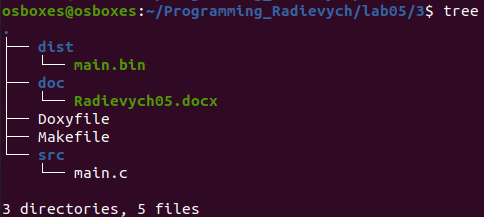 osboxes@osboxes:~/Programming_Radievych/lab05/3$ tree
.
├── dist
│   └── main.bin
├── doc
│   └── Radievych05.docx
├── Doxyfile
├── Makefile
└── src
    └── main.c
3 directories, 5 files